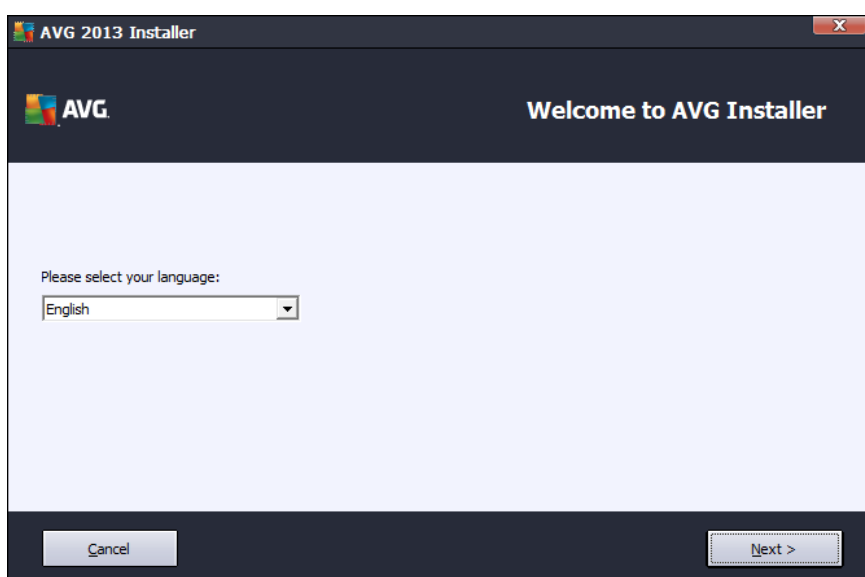 AVG 2013 Installer
X
AVG.
Welcome to AVG Installer
Please select your language:
English
Cancel
Next >